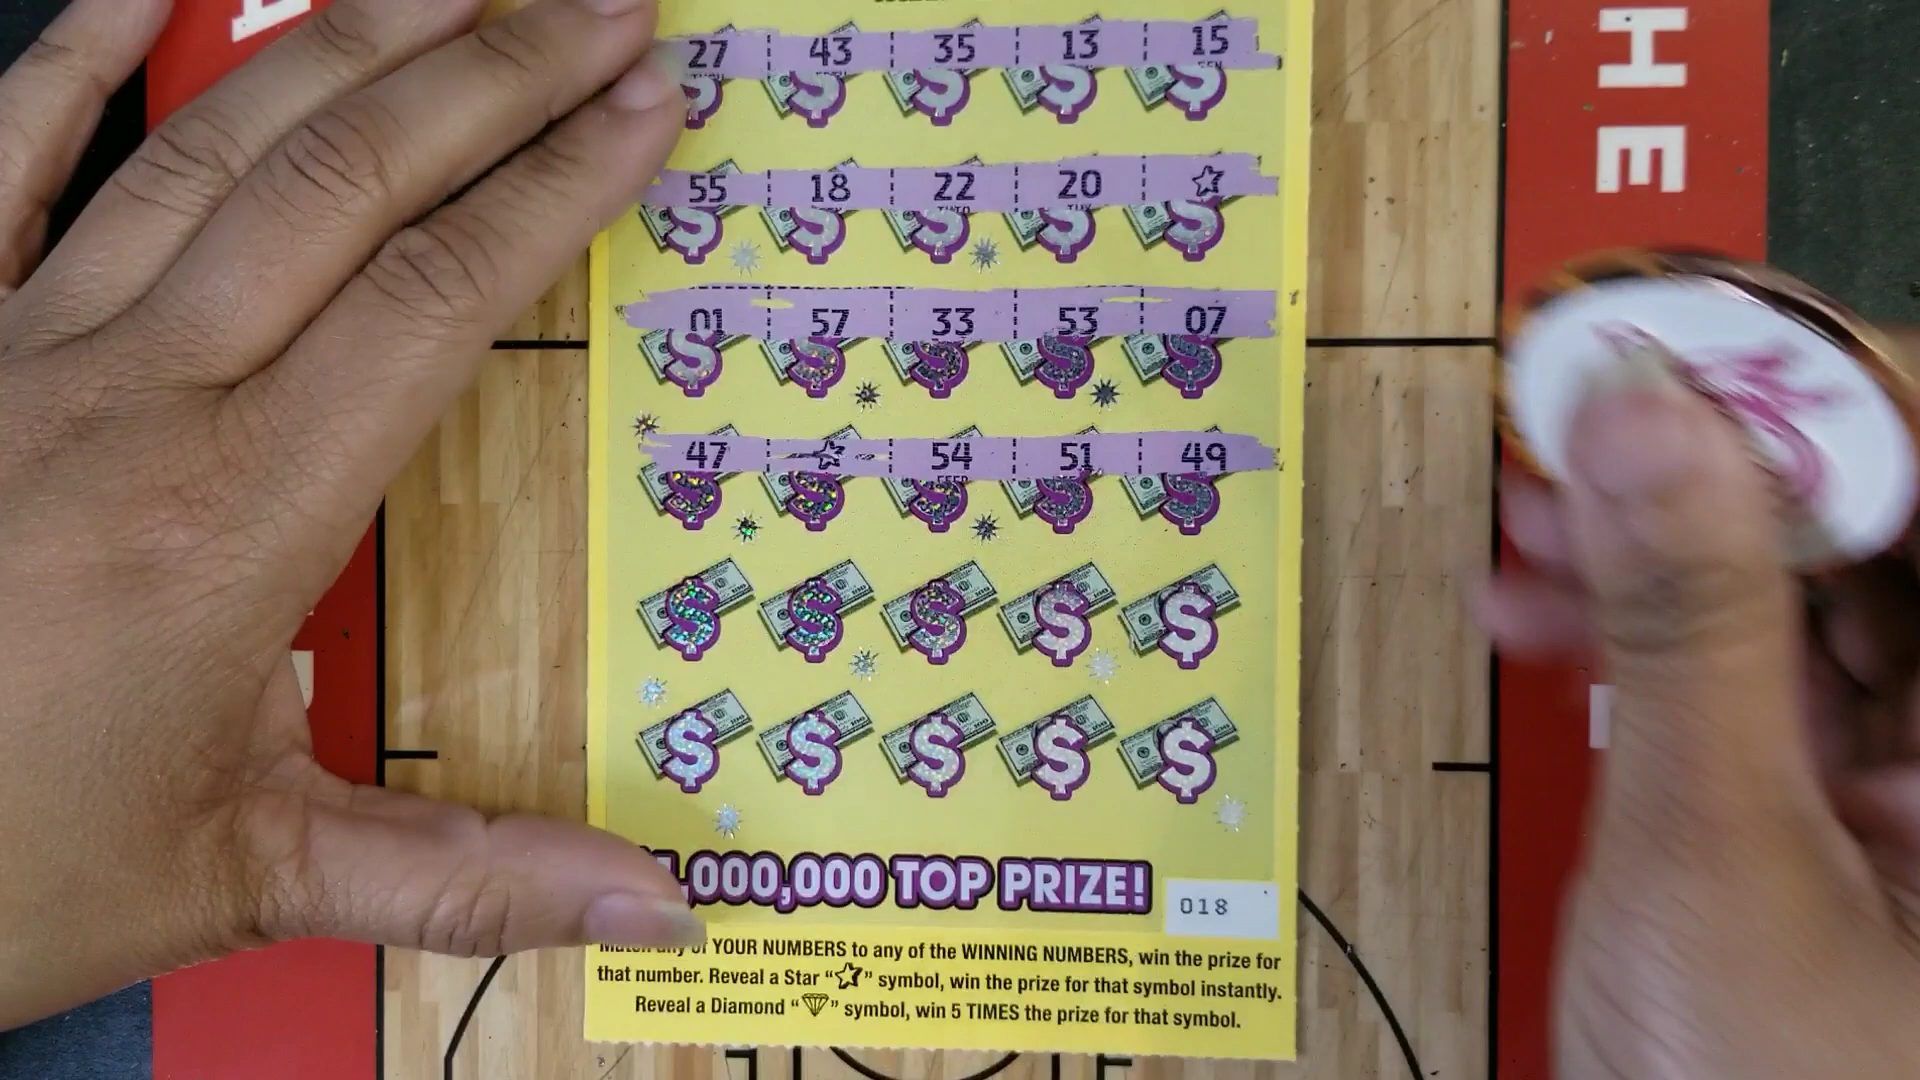 27 43 35 13 15
55 18 22 20
01 57 33 53 07
47 54 51 49
,000,000 TOP PRIZE!
018
Match any of YOUR NUMBERS to any of the WINNING NUMBERS, win the prize for
that number. Reveal a Star “☆” symbol, win the prize for that symbol instantly.
Reveal a Diamond “ ” symbol, win 5 TIMES the prize for that symbol.
HE